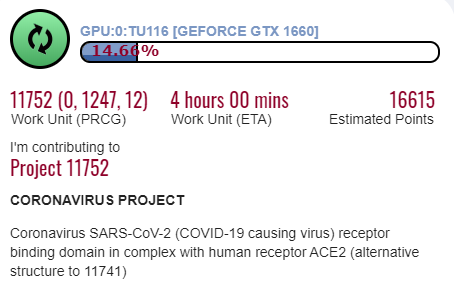 GPU:0:TU116 [GEFORCE GTX 1660]
14.66%
11752 (0, 1247, 12) 4 hours 00 mins 16615
Work Unit (PRCG) Work Unit (ETA) Estimated Points
I'm contributing to
Project 11752
CORONAVIRUS PROJECT
Coronavirus SARS-CoV-2 (COVID-19 causing virus) receptor
binding domain in complex with human receptor ACE2 (alternative
structure to 11741)